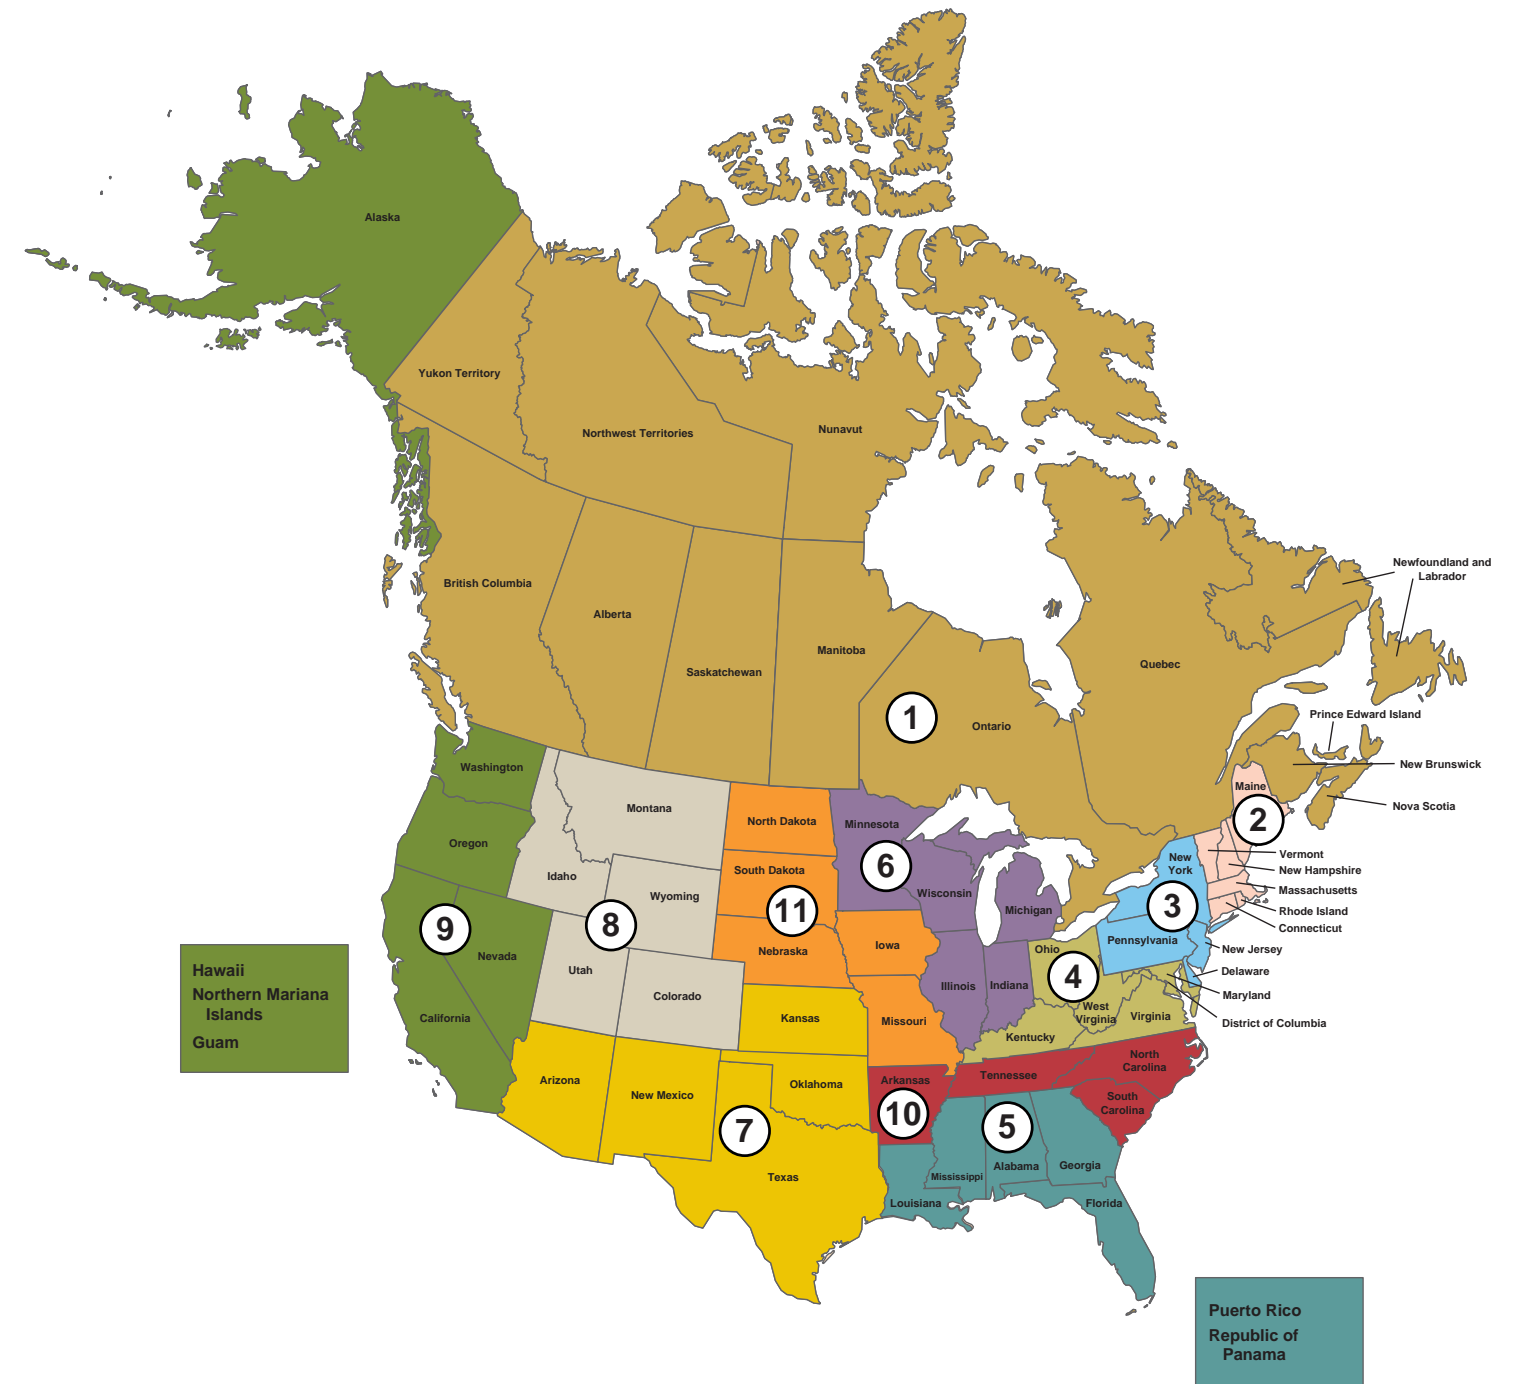 Alaska
Yukon Territory
Northwest Territories
Nunavut
British Columbia
Alberta
Saskatchewan
Manitoba
1
Ontario
Quebec
Newfoundland and
Labrador
Prince Edward Island
New Brunswick
Nova Scotia
Maine
2
Vermont
New Hampshire
Massachusetts
Rhode Island
Connecticut
New
York
3
Pennsylvania
New Jersey
Delaware
Maryland
District of Columbia
Ohio
4
West
Virginia
Virginia
Kentucky
Washington
Oregon
9
Nevada
California
Montana
Idaho
Wyoming
8
Utah
Colorado
North Dakota
South Dakota
11
Nebraska
Iowa
Missouri
Minnesota
6
Wisconsin
Michigan
Illinois
Indiana
Kansas
Arizona
New Mexico
Oklahoma
7
Texas
Arkansas
10
Tennessee
North
Carolina
South
Carolina
5
Mississippi
Alabama
Georgia
Louisiana
Florida
Hawaii
Northern Mariana
Islands
Guam
Puerto Rico
Republic of
Panama